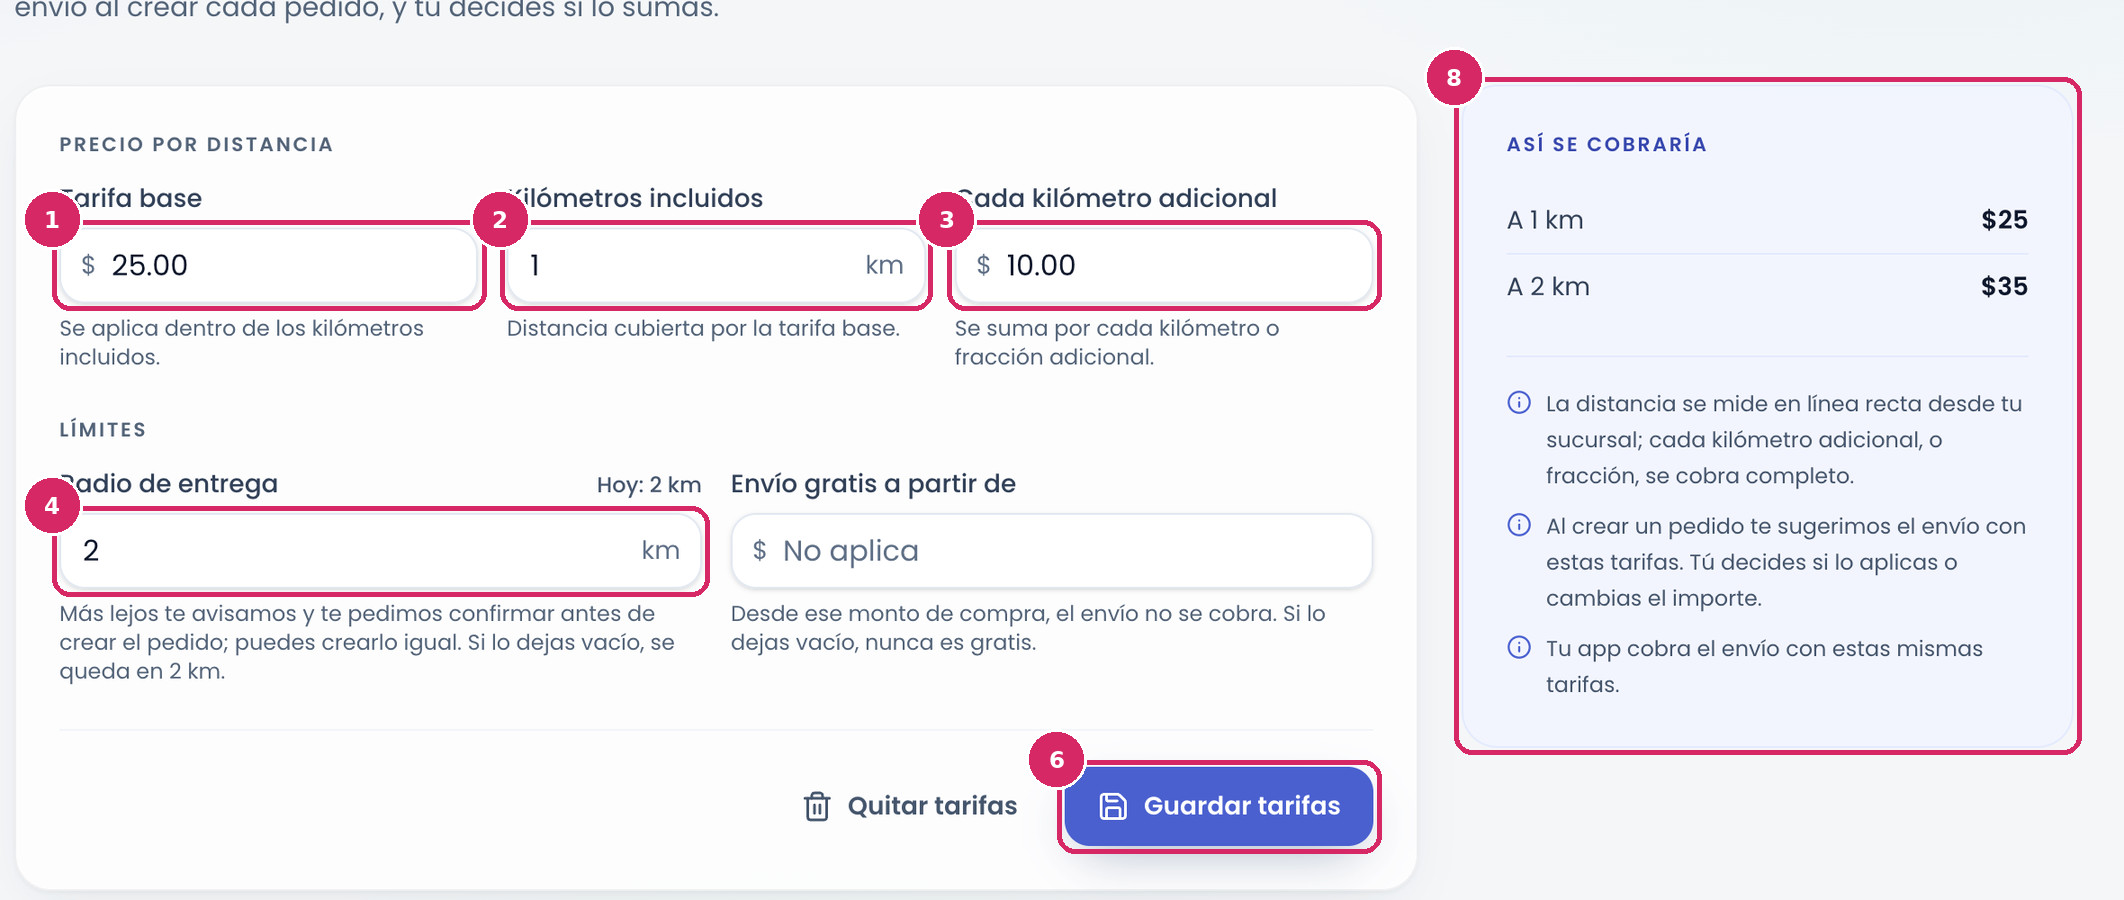 envío al crear cada pedido, y tú decides si lo sumas.
PRECIO POR DISTANCIA
Tarifa base
1
$ 25.00
Se aplica dentro de los kilómetros
incluidos.
Kilómetros incluidos
2
1 km
Distancia cubierta por la tarifa base.
Cada kilómetro adicional
3
$ 10.00
Se suma por cada kilómetro o
fracción adicional.
LÍMITES
Radio de entrega
Hoy: 2 km
4
2 km
Más lejos te avisamos y te pedimos confirmar antes de
crear el pedido; puedes crearlo igual. Si lo dejas vacío, se
queda en 2 km.
Envío gratis a partir de
$ No aplica
Desde ese monto de compra, el envío no se cobra. Si lo
dejas vacío, nunca es gratis.
Quitar tarifas
6
Guardar tarifas
8
ASÍ SE COBRARÍA
A 1 km $25
A 2 km $35
La distancia se mide en línea recta desde tu
sucursal; cada kilómetro adicional, o
fracción, se cobra completo.
Al crear un pedido te sugerimos el envío con
estas tarifas. Tú decides si lo aplicas o
cambias el importe.
Tu app cobra el envío con estas mismas
tarifas.